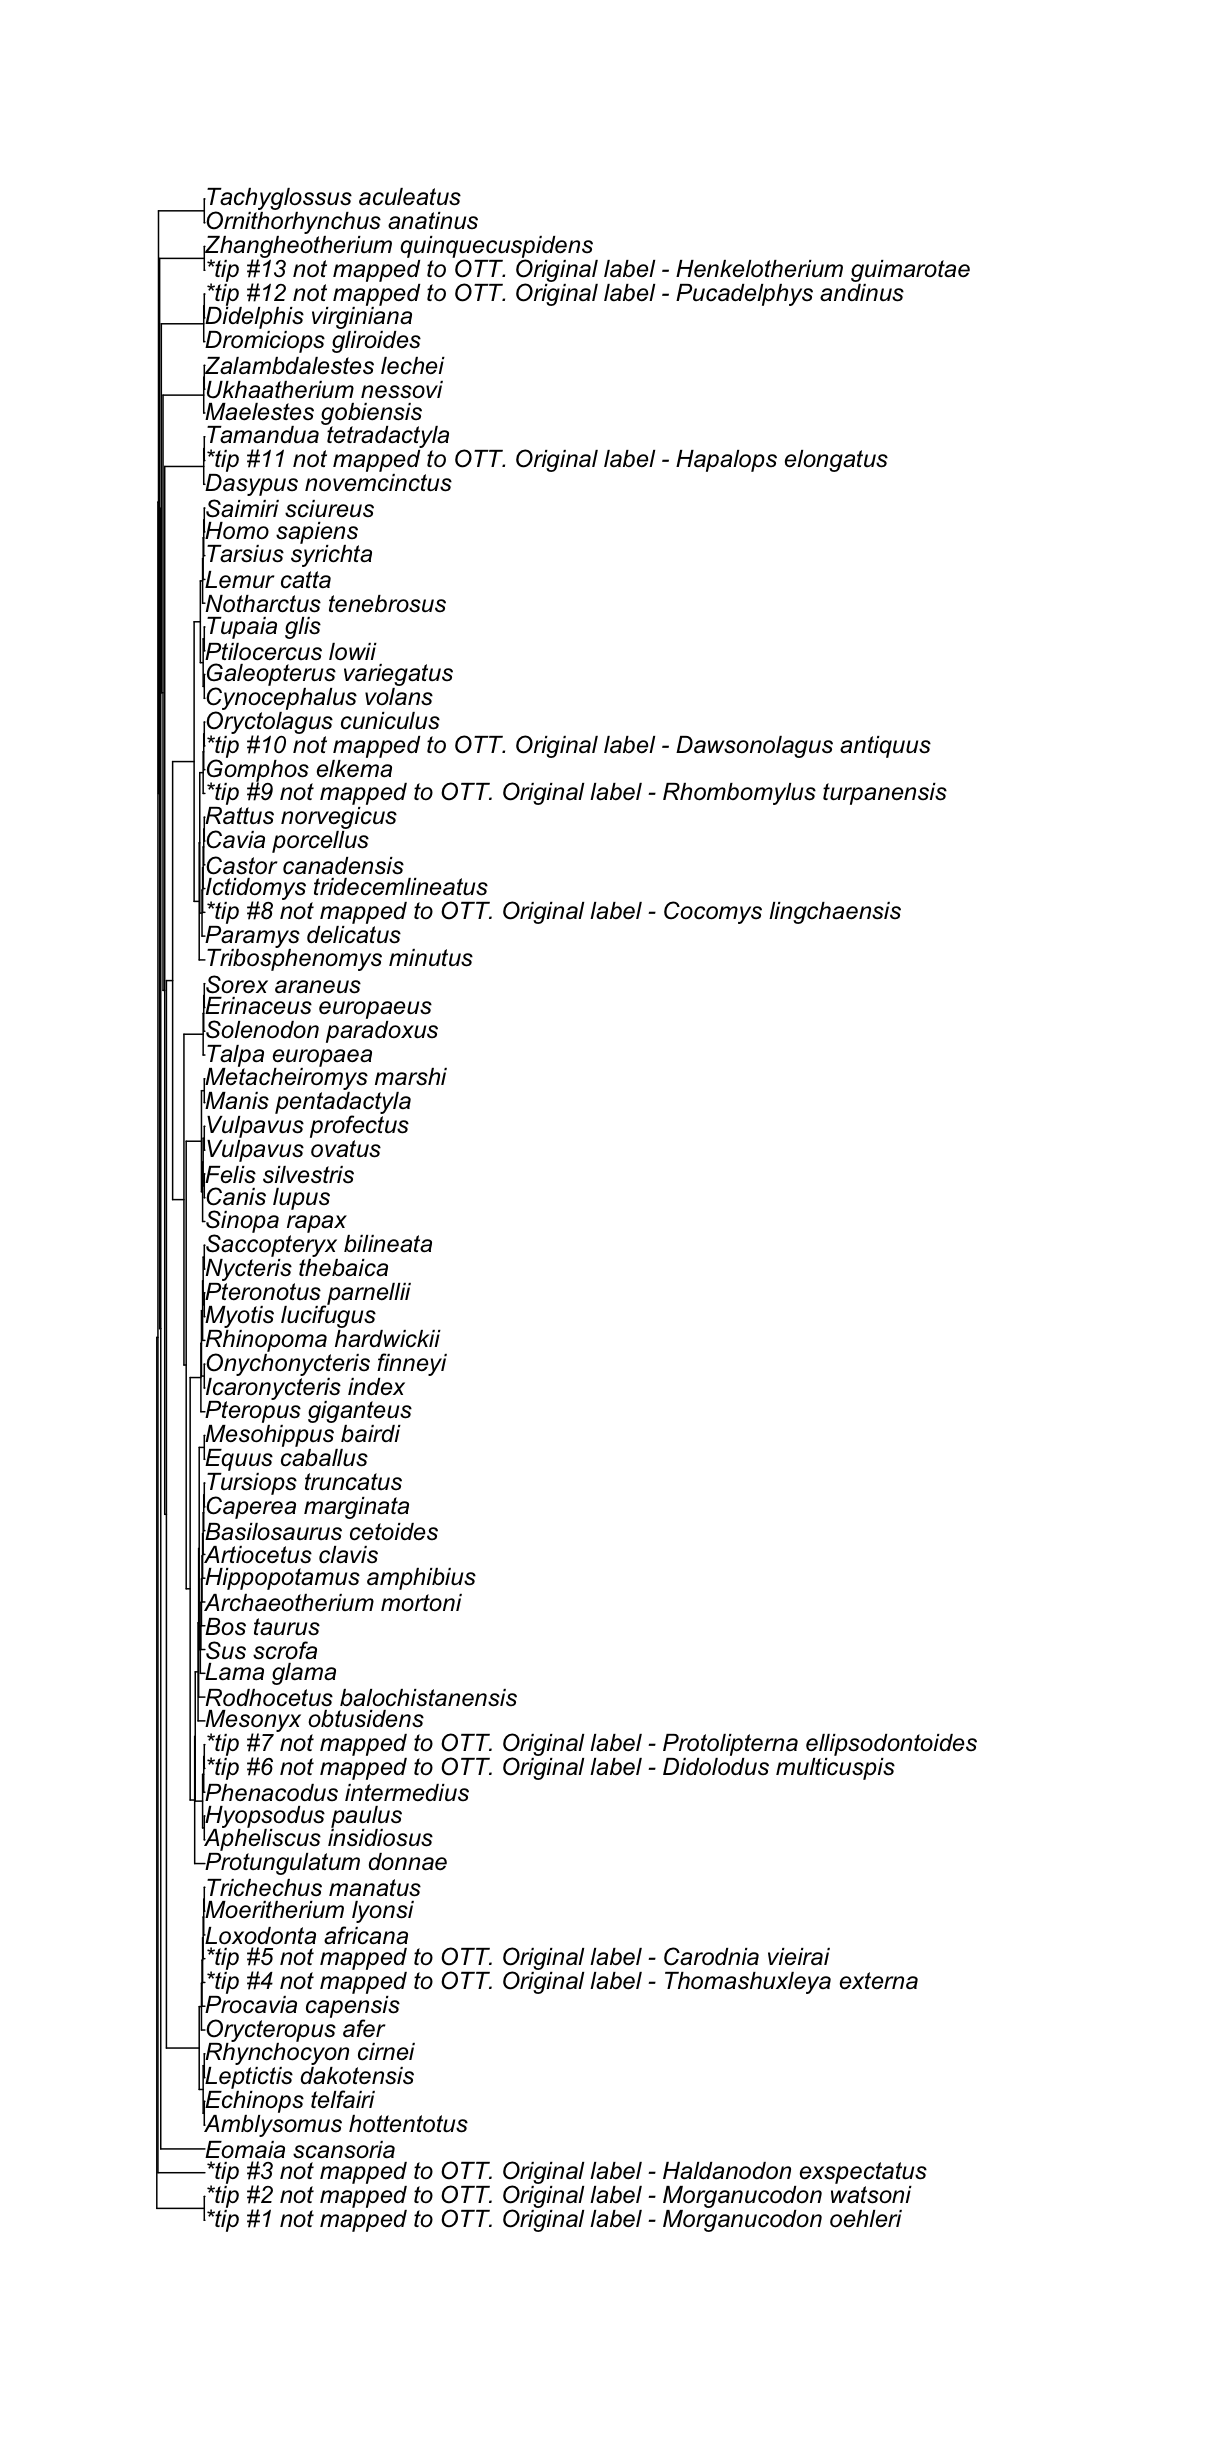 Tachyglossus aculeatus
Ornithorhynchus anatinus
Zhangheotherium quinquecuspidens
*tip #13 not mapped to OTT. Original label - Henkelotherium guimarotae
*tip #12 not mapped to OTT. Original label - Pucadelphys andinus
Didelphis virginiana
Dromiciops gliroides
Zalambdalestes lechei
Ukhaatherium nessovi
Maelestes gobiensis
Tamandua tetradactyla
*tip #11 not mapped to OTT. Original label - Hapalops elongatus
Dasypus novemcinctus
Saimiri sciureus
Homo sapiens
Tarsius syrichta
Lemur catta
Notharctus tenebrosus
Tupaia glis
Ptilocercus lowii
Galeopterus variegatus
Cynocephalus volans
Oryctolagus cuniculus
*tip #10 not mapped to OTT. Original label - Dawsonolagus antiquus
Gomphos elkema
*tip #9 not mapped to OTT. Original label - Rhombomylus turpanensis
Rattus norvegicus
Cavia porcellus
Castor canadensis
Ictidomys tridecemlineatus
*tip #8 not mapped to OTT. Original label - Cocomys lingchaensis
Paramys delicatus
Tribosphenomys minutus
Sorex araneus
Erinaceus europaeus
Solenodon paradoxus
Talpa europaea
Metacheiromys marshi
Manis pentadactyla
Vulpavus profectus
Vulpavus ovatus
Felis silvestris
Canis lupus
Sinopa rapax
Saccopteryx bilineata
Nycteris thebaica
Pteronotus parnellii
Myotis lucifugus
Rhinopoma hardwickii
Onychonycteris finneyi
Icaronycteris index
Pteropus giganteus
Mesohippus bairdi
Equus caballus
Tursiops truncatus
Caperea marginata
Basilosaurus cetoides
Artiocetus clavis
Hippopotamus amphibius
Archaeotherium mortoni
Bos taurus
Sus scrofa
Lama glama
Rodhocetus balochistanensis
Mesonyx obtusidens
*tip #7 not mapped to OTT. Original label - Protolipterna ellipsodontoides
*tip #6 not mapped to OTT. Original label - Didolodus multicuspis
Phenacodus intermedius
Hyopsodus paulus
Apheliscus insidiosus
Protungulatum donnae
Trichechus manatus
Moeritherium lyonsi
Loxodonta africana
*tip #5 not mapped to OTT. Original label - Carodnia vieirai
*tip #4 not mapped to OTT. Original label - Thomashuxleya externa
Procavia capensis
Orycteropus afer
Rhynchocyon cirnei
Leptictis dakotensis
Echinops telfairi
Amblysomus hottentotus
Eomaia scansoria
*tip #3 not mapped to OTT. Original label - Haldanodon exspectatus
*tip #2 not mapped to OTT. Original label - Morganucodon watsoni
*tip #1 not mapped to OTT. Original label - Morganucodon oehleri